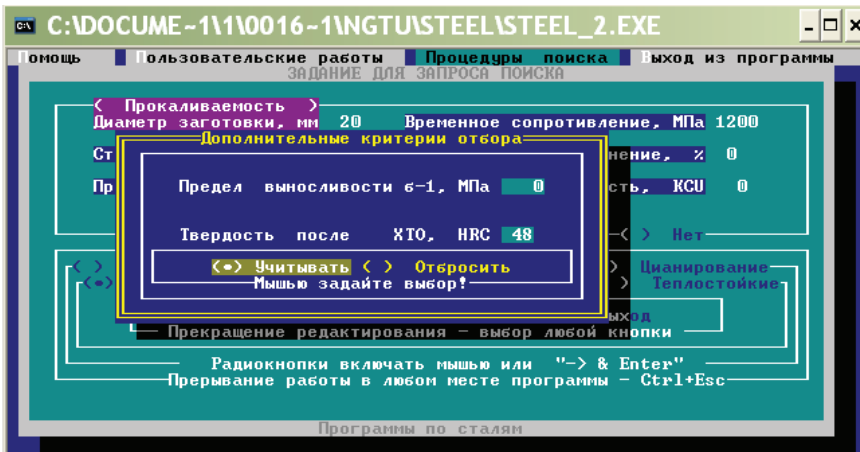 C:\DOCUME~1\1\0016~1\NGTU\STEEL\STEEL_2.EXE
Помощь Пользовательские работы Процедуры поиска Выход из программы
ЗАДАНИЕ ДЛЯ ЗАПРОСА ПОИСКА
< Прокаливаемость >
Диаметр заготовки, мм 20 Временное сопротивление, МПа 1200
Дополнительные критерии отбора
Ст нение, % 0
Предел выносливости б-1, МПа 0
Пр сть, KCU 0
Твердость после ХТО, HRC 48
( ) Нет
(•) Учитывать ( ) Отбросить
( ) ) Цианирование
Мышью задайте выбор!
(•) ) Теплостойкие
ыход
Прекращение редактирования – выбор любой кнопки
Радиокнопки включать мышью или "-> & Enter"
Прерывание работы в любом месте программы – Ctrl+Esc
Программы по сталям